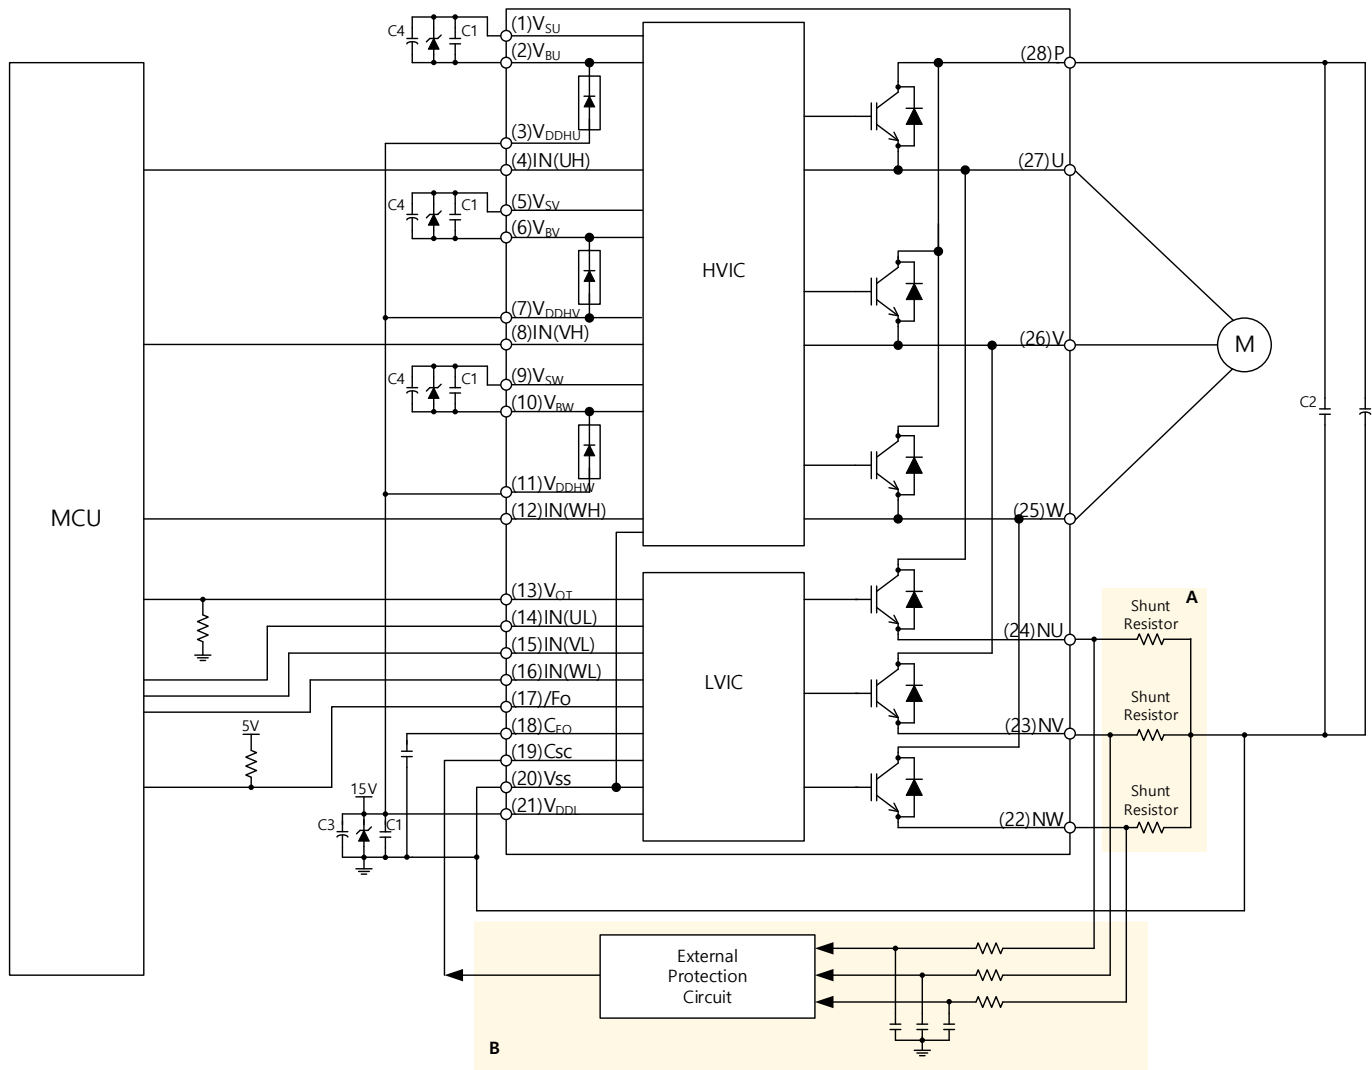 C4
C1
(1)VSU
(2)VBU
(3)VDDHU
(4)IN(UH)
C4
C1
(5)VSV
(6)VBV
(7)VDDHV
(8)IN(VH)
C4
C1
(9)VSW
(10)VBW
(11)VDDHW
(12)IN(WH)
MCU
HVIC
(28)P
(27)U
(26)V
(25)W
M
C2
(13)VOT
(14)IN(UL)
(15)IN(VL)
(16)IN(WL)
(17)/Fo
(18)CFO
(19)Csc
(20)Vss
(21)VDDL
5V
15V
C3
C1
LVIC
(24)NU
(23)NV
(22)NW
A
Shunt
Resistor
Shunt
Resistor
Shunt
Resistor
External
Protection
Circuit
B